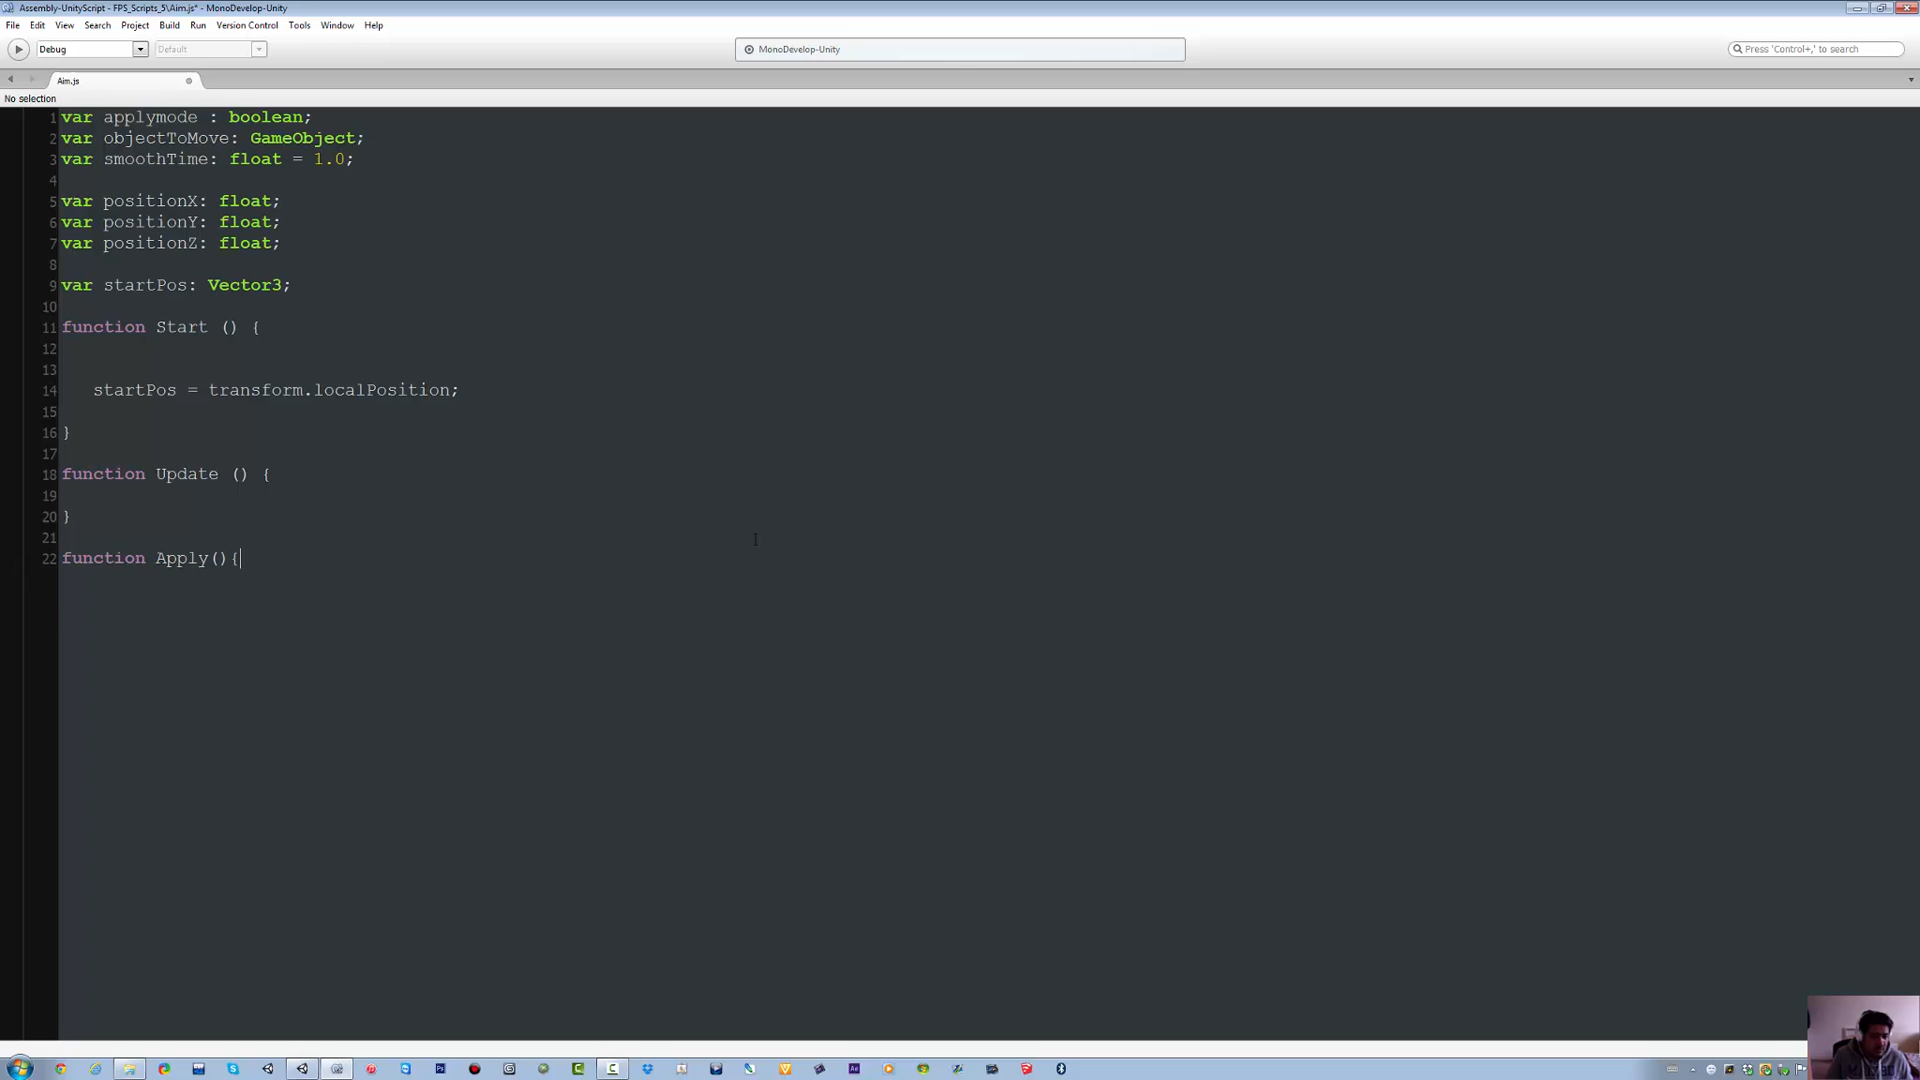 Assembly-UnityScript - FPS_Scripts_5\Aim.js* - MonoDevelop-Unity
File Edit View Search Project Build Run Version Control Tools Window Help
Debug Default MonoDevelop-Unity Press 'Control+,' to search
Aim.js
No selection
1 var applymode : boolean;
2 var objectToMove: GameObject;
3 var smoothTime: float = 1.0;
4
5 var positionX: float;
6 var positionY: float;
7 var positionZ: float;
8
9 var startPos: Vector3;
10
11 function Start () {
12
13
14 startPos = transform.localPosition;
15
16 }
17
18 function Update () {
19
20 }
21
22 function Apply(){